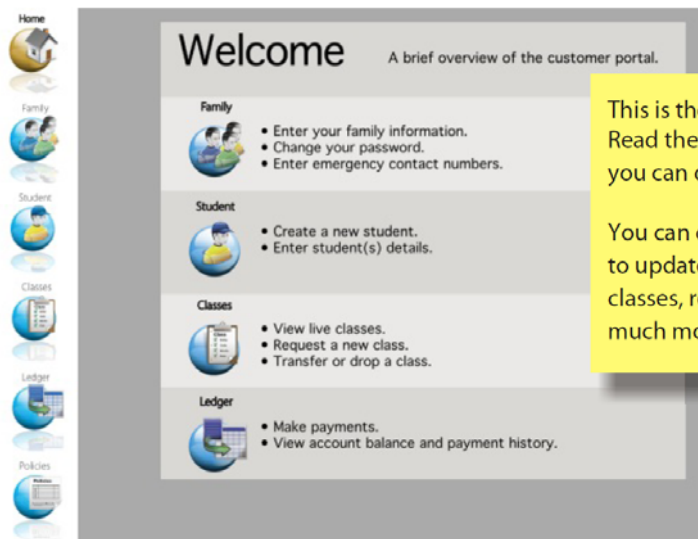 Home
Family
Student
Classes
Ledger
Policies
Welcome A brief overview of the customer portal.
Family
• Enter your family information.
• Change your password.
• Enter emergency contact numbers.
Student
• Create a new student.
• Enter student(s) details.
Classes
• View live classes.
• Request a new class.
• Transfer or drop a class.
Ledger
• Make payments.
• View account balance and payment history.
This is the
Read the
you can
You can
to update
classes,
much